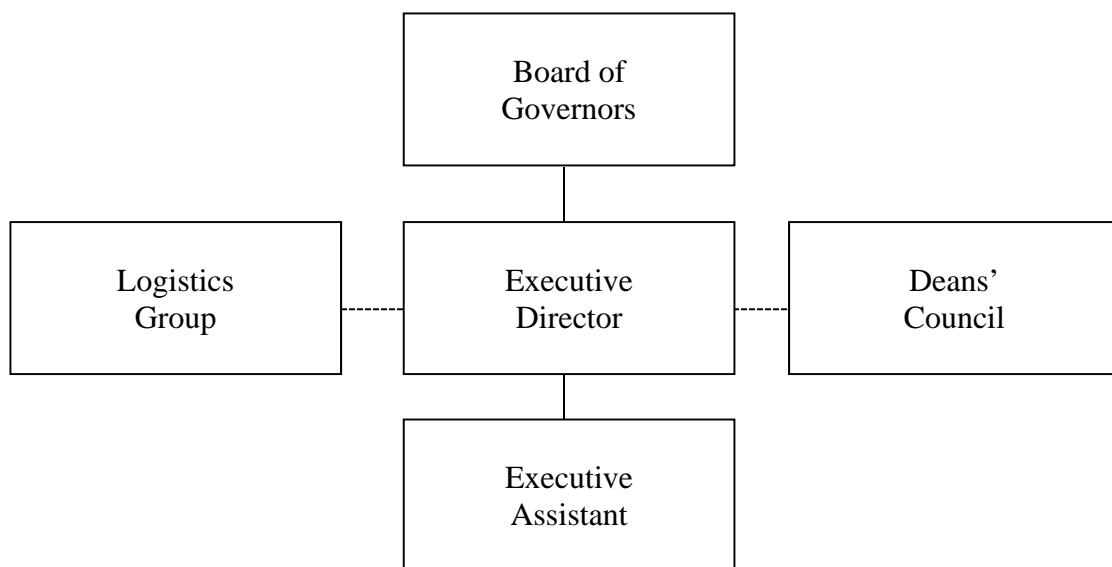 Board of
Governors
Logistics
Group
Executive
Director
Deans’
Council
Executive
Assistant